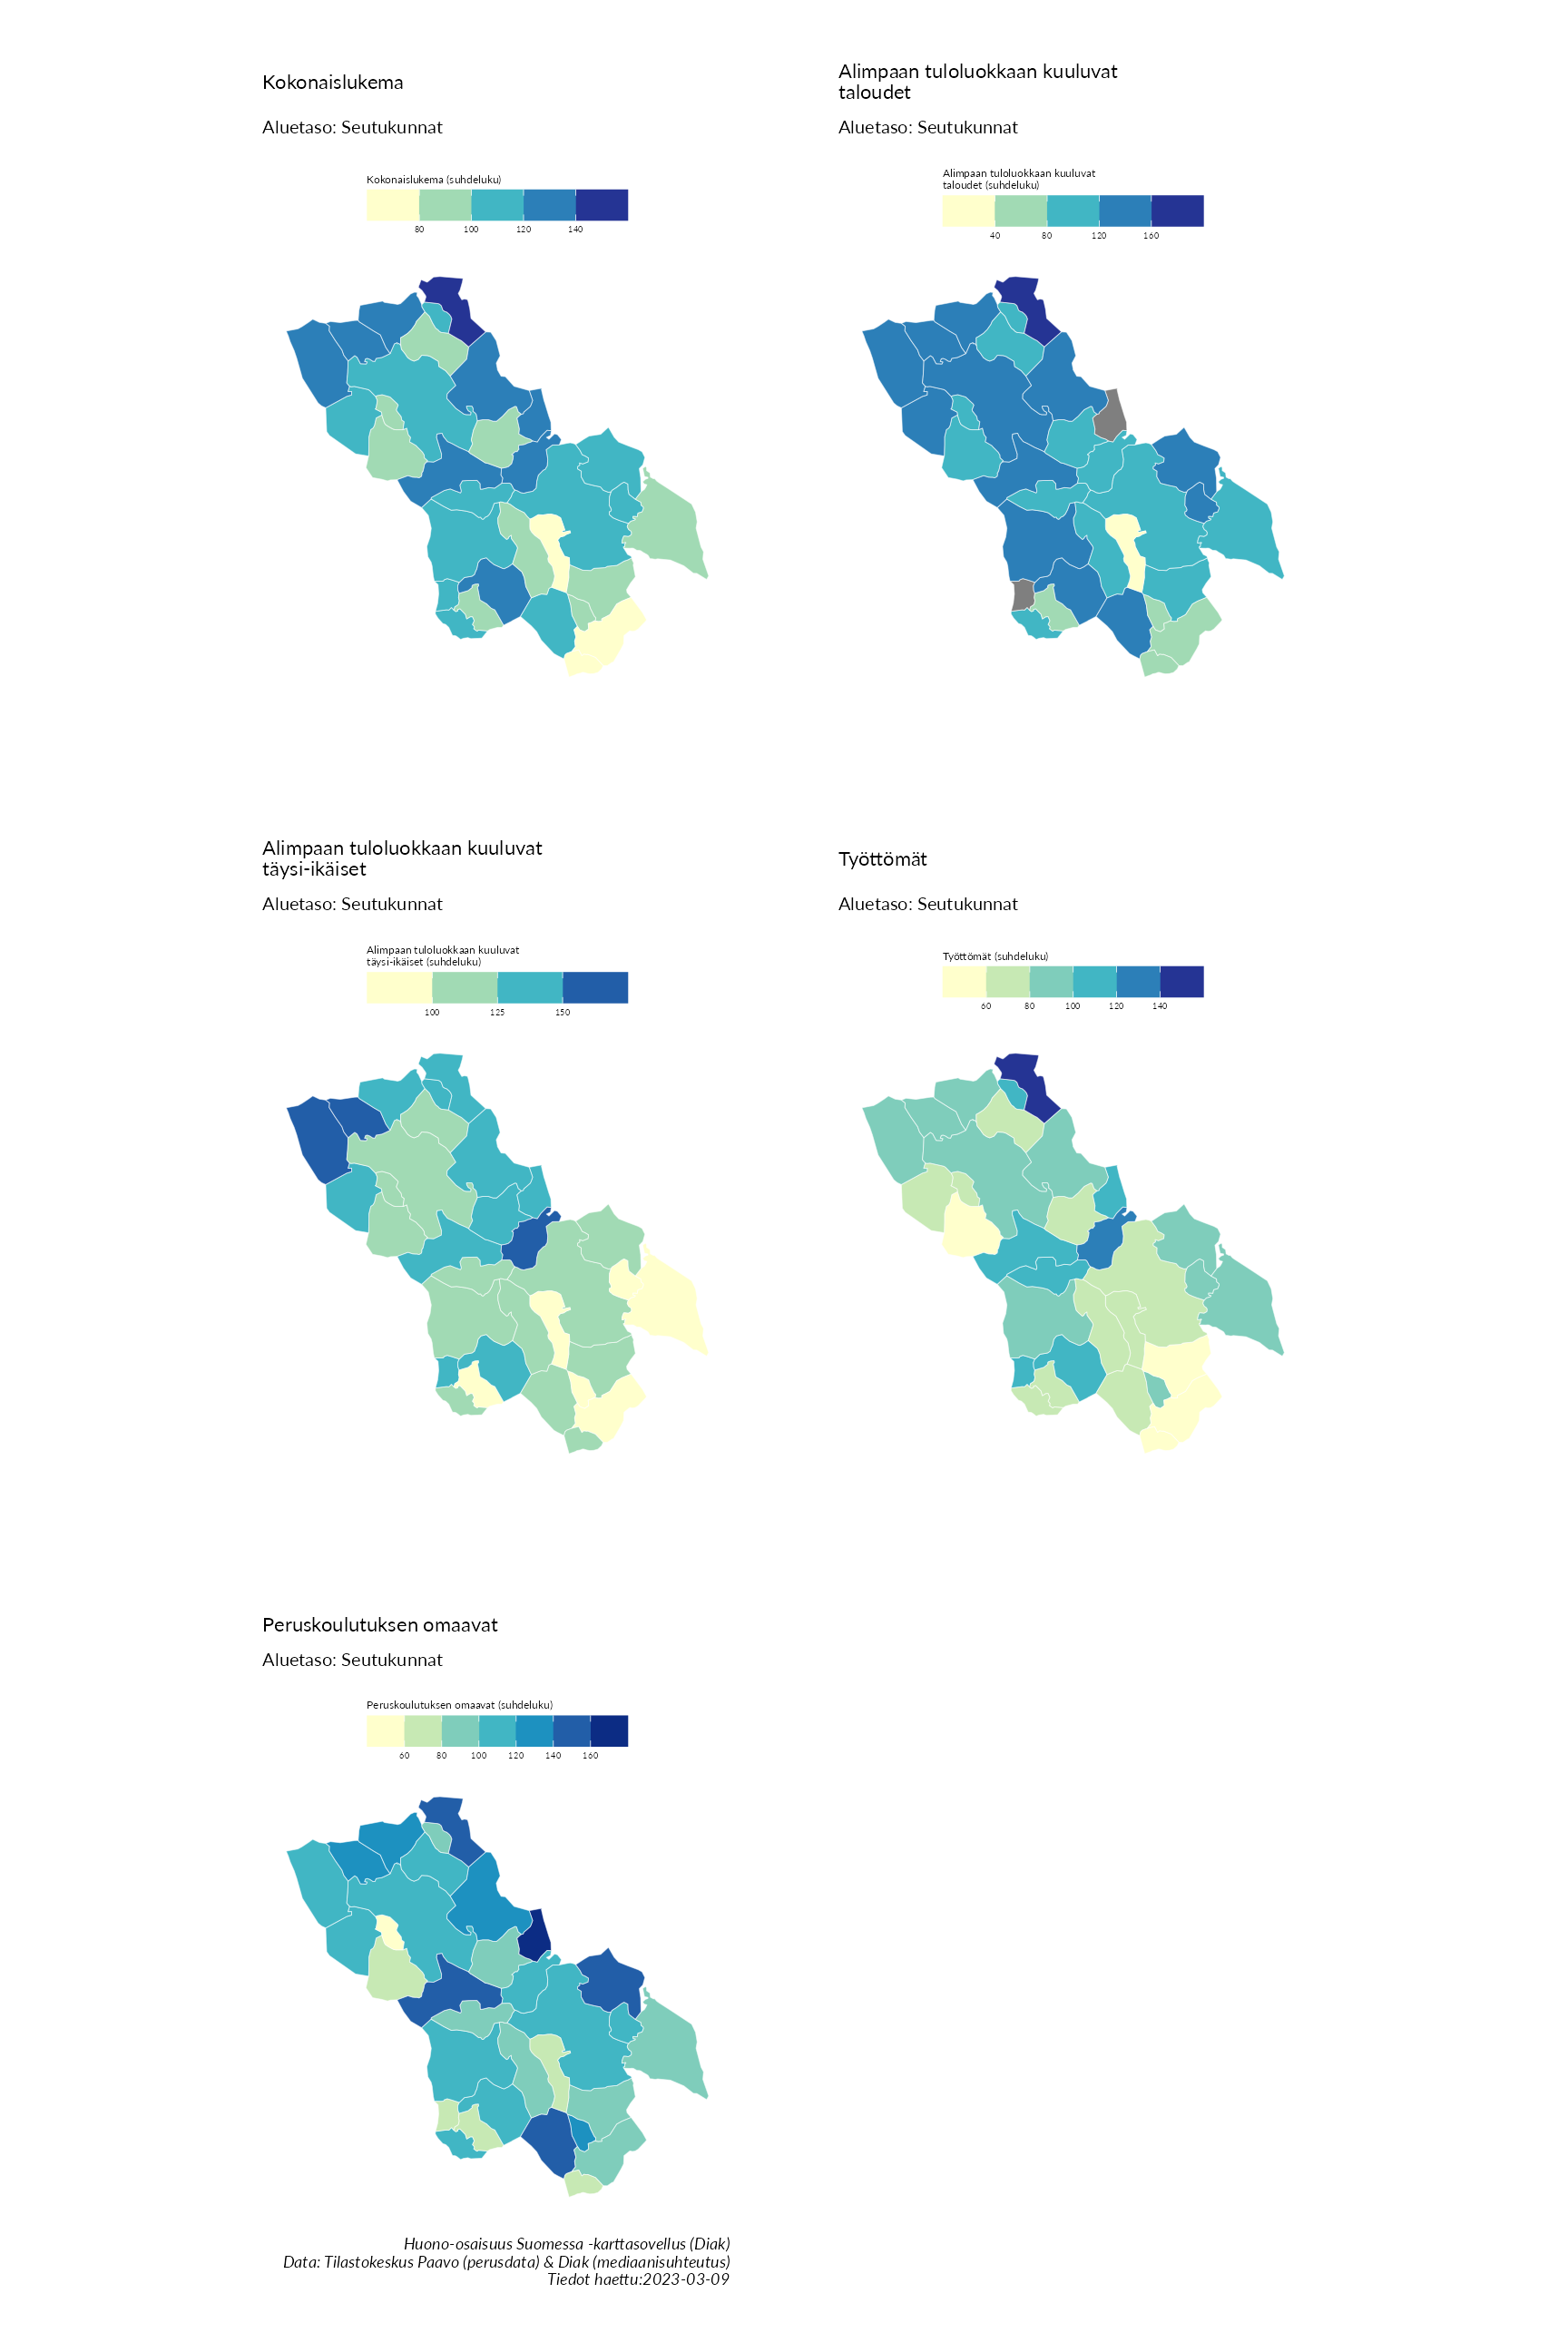 Kokonaislukema
Aluetaso: Seutukunnat
Kokonaislukema (suhdeluku)
80 100 120 140
Alimpaan tuloluokkaan kuuluvat
taloudet
Aluetaso: Seutukunnat
Alimpaan tuloluokkaan kuuluvat
taloudet (suhdeluku)
40 80 120 160
Alimpaan tuloluokkaan kuuluvat
täysi-ikäiset
Aluetaso: Seutukunnat
Alimpaan tuloluokkaan kuuluvat
täysi-ikäiset (suhdeluku)
100 125 150
Työttömät
Aluetaso: Seutukunnat
Työttömät (suhdeluku)
60 80 100 120 140
Peruskoulutuksen omaavat
Aluetaso: Seutukunnat
Peruskoulutuksen omaavat (suhdeluku)
60 80 100 120 140 160
Huono-osaisuus Suomessa -karttasovellus (Diak)
Data: Tilastokeskus Paavo (perusdata) & Diak (mediaanisuhteutus)
Tiedot haettu:2023-03-09